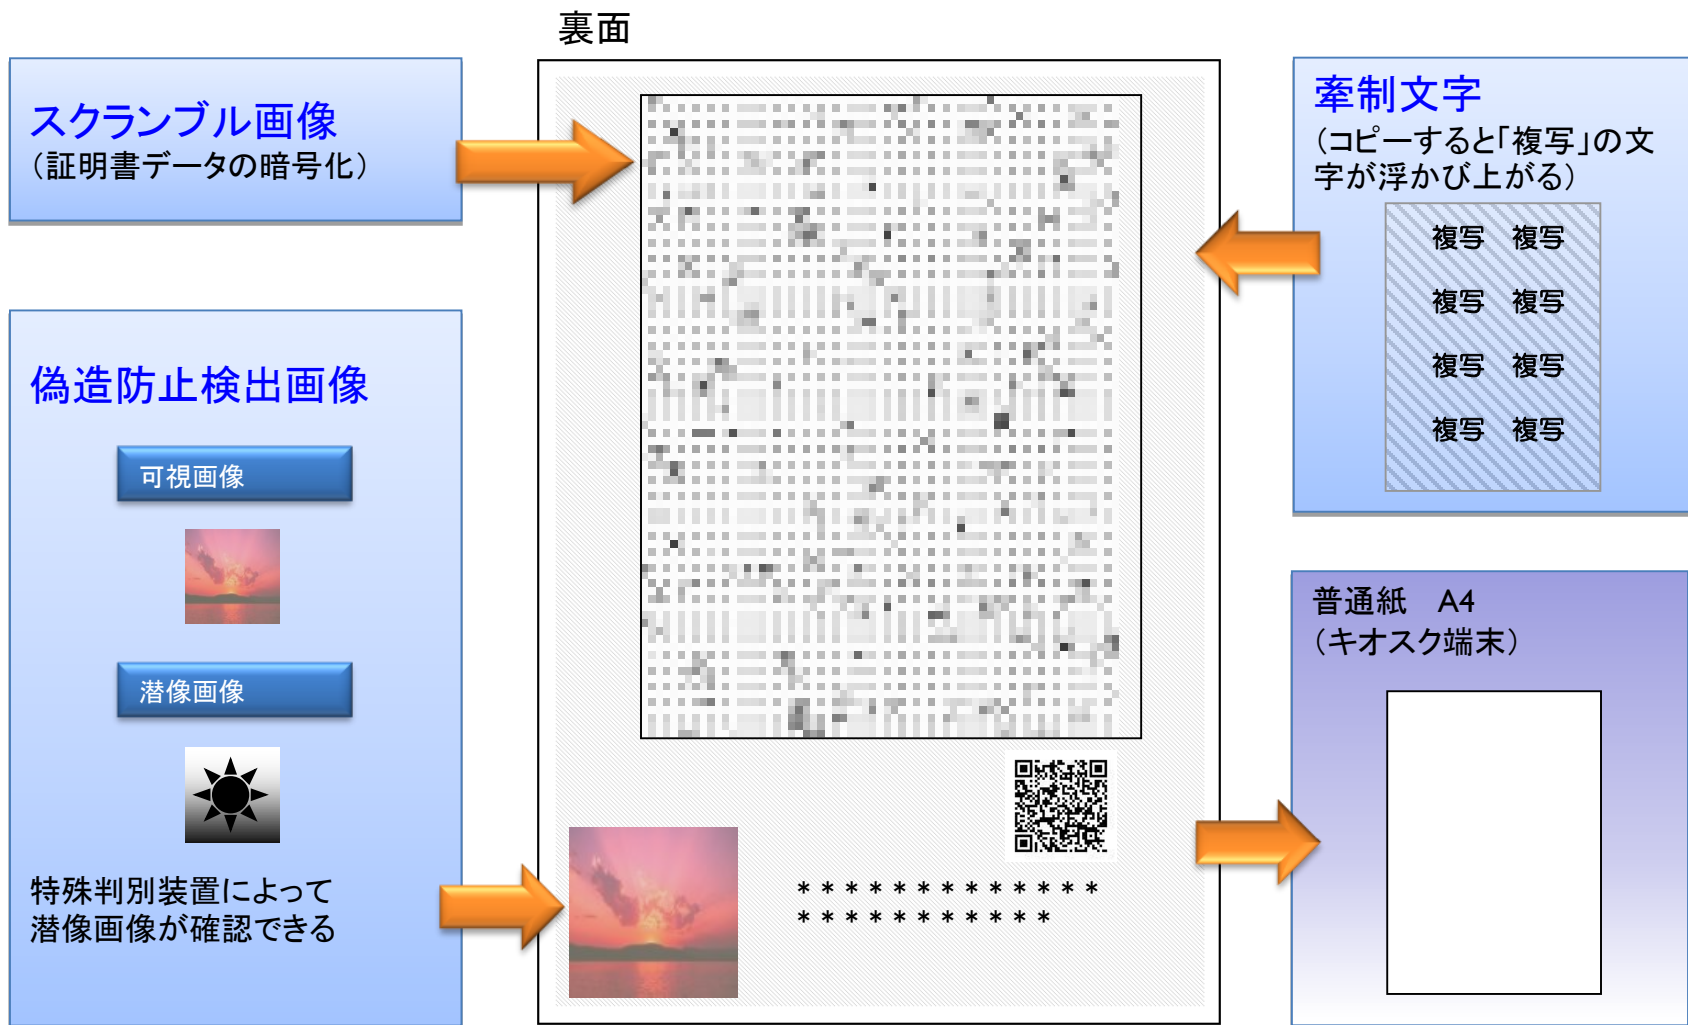 裏面
スクランブル画像
（証明書データの暗号化）
偽造防止検出画像
可視画像
潜像画像
特殊判別装置によって
潜像画像が確認できる
＊＊＊＊＊＊＊＊＊＊＊＊＊
＊＊＊＊＊＊＊＊＊＊＊
牽制文字
（コピーすると「複写」の文
字が浮かび上がる）
複写　複写
複写　複写
複写　複写
複写　複写
普通紙　A4
（キオスク端末）